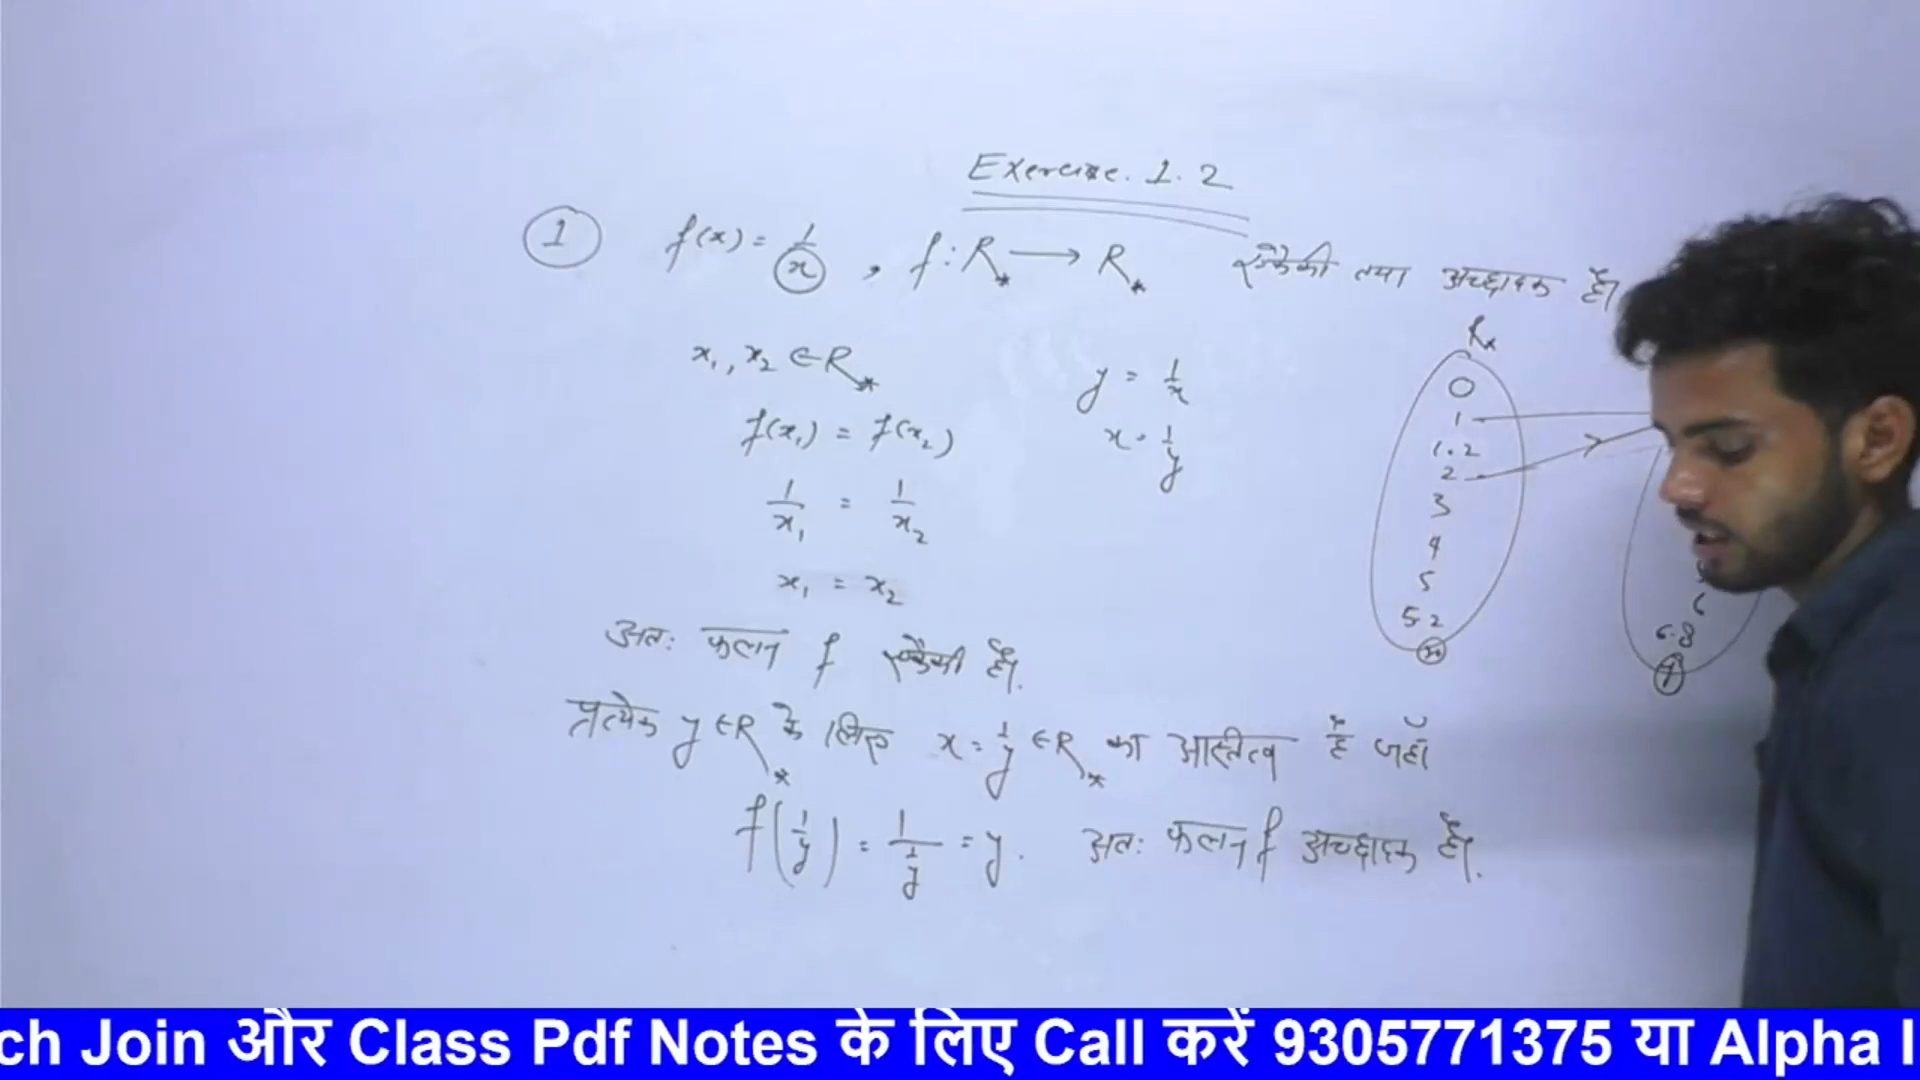 Exercise. 1.2
1 f(x) = 1/x , f : R* → R* एकैकी तथा अच्छादक है।
x₁, x₂ ∈ R*
f(x₁) = f(x₂)
1/x₁ = 1/x₂
x₁ = x₂
y = 1/x
x = 1/y
R*
0
1
1.2
2
3
4
5
5.2
x
6
6.8
y
अतः फलन f एकैकी है।
प्रत्येक y ∈ R* के लिए x = 1/y ∈ R* का अस्तित्व है जहाँ
f(1/y) = 1/(1/y) = y. अतः फलन f अच्छादक है।
ch Join और Class Pdf Notes के लिए Call करें 9305771375 या Alpha I